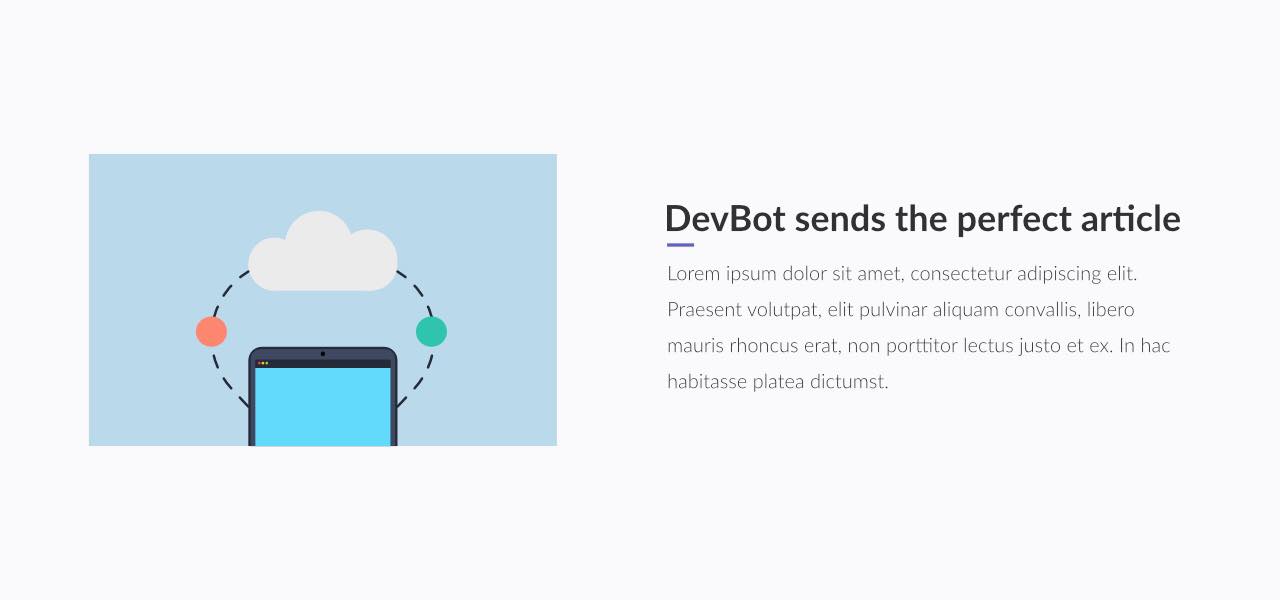 DevBot sends the perfect article
Lorem ipsum dolor sit amet, consectetur adipiscing elit.
Praesent volutpat, elit pulvinar aliquam convallis, libero
mauris rhoncus erat, non porttitor lectus justo et ex. In hac
habitasse platea dictumst.